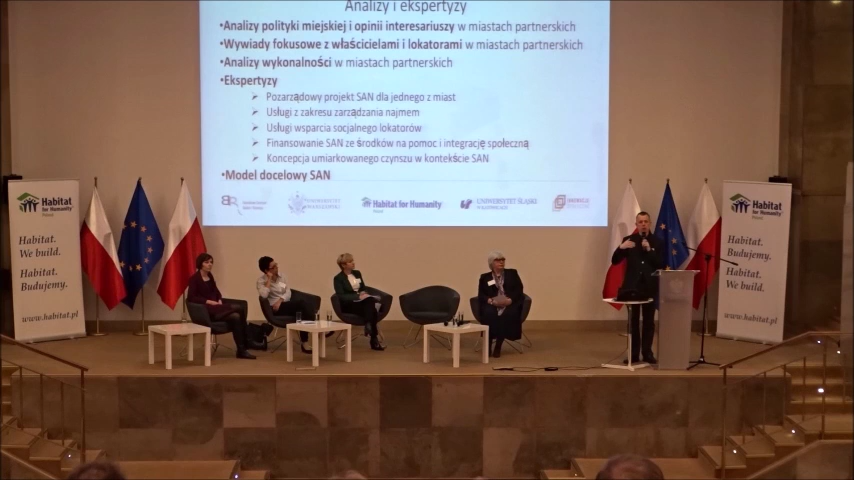 Analizy i ekspertyzy
•Analizy polityki miejskiej i opinii interesariuszy w miastach partnerskich
•Wywiady fokusowe z właścicielami i lokatorami w miastach partnerskich
•Analizy wykonalności w miastach partnerskich
•Ekspertyzy
➢ Pozarządowy projekt SAN dla jednego z miast
➢ Usługi z zakresu zarządzania najmem
➢ Usługi wsparcia socjalnego lokatorów
➢ Finansowanie SAN ze środków na pomoc i integrację społeczną
➢ Koncepcja umiarkowanego czynszu w kontekście SAN
•Model docelowy SAN
Habitat for Humanity
UNIWERSYTET ŚLĄSKI
Habitat
for Humanity
Poland
Habitat.
We build.
Habitat.
Budujemy.
www.habitat.pl
Habitat
for Humanity
Poland
Habitat.
We build.
Habitat.
Budujemy.
www.habitat.pl